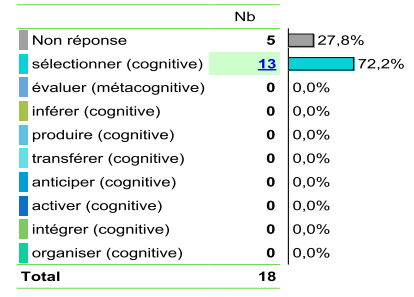 Nb
Non réponse 5 27,8%
sélectionner (cognitive) 13 72,2%
évaluer (métacognitive) 0 0,0%
inférer (cognitive) 0 0,0%
produire (cognitive) 0 0,0%
transférer (cognitive) 0 0,0%
anticiper (cognitive) 0 0,0%
activer (cognitive) 0 0,0%
intégrer (cognitive) 0 0,0%
organiser (cognitive) 0 0,0%
Total 18